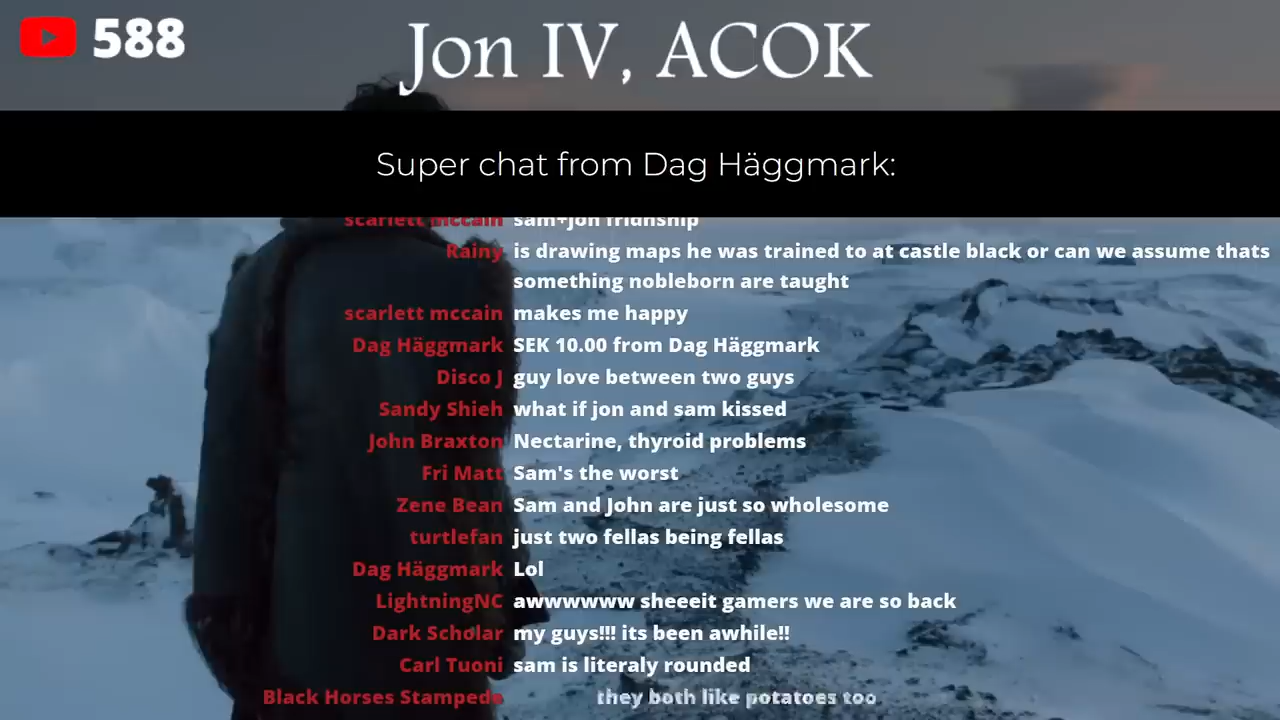 588
Jon IV, ACOK
Super chat from Dag Häggmark:
scarlett mccain sam+jon fridnship
Rainy is drawing maps he was trained to at castle black or can we assume thats
something nobleborn are taught
scarlett mccain makes me happy
Dag Häggmark SEK 10.00 from Dag Häggmark
Disco J guy love between two guys
Sandy Shieh what if jon and sam kissed
John Braxton Nectarine, thyroid problems
Fri Matt Sam's the worst
Zene Bean Sam and John are just so wholesome
turtlefan just two fellas being fellas
Dag Häggmark Lol
LightningNC awwwwww sheeeit gamers we are so back
Dark Scholar my guys!!! its been awhile!!
Carl Tuoni sam is literaly rounded
Black Horses Stampede they both like potatoes too